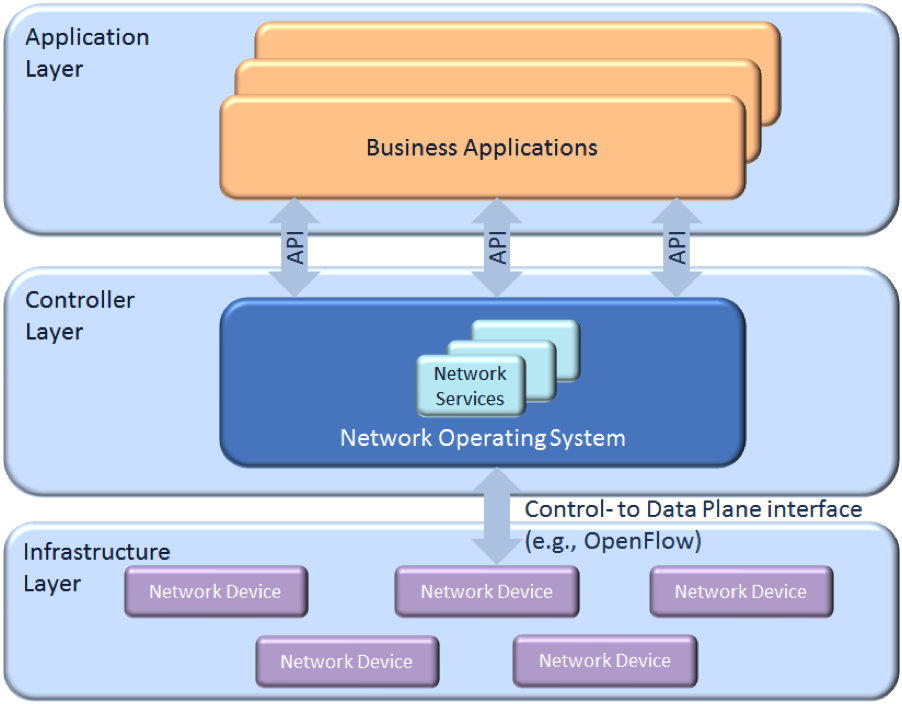 Application
Layer
Business Applications
API
API
API
Controller
Layer
Network
Services
Network Operating System
Control- to Data Plane interface
(e.g., OpenFlow)
Infrastructure
Layer
Network Device
Network Device
Network Device
Network Device
Network Device